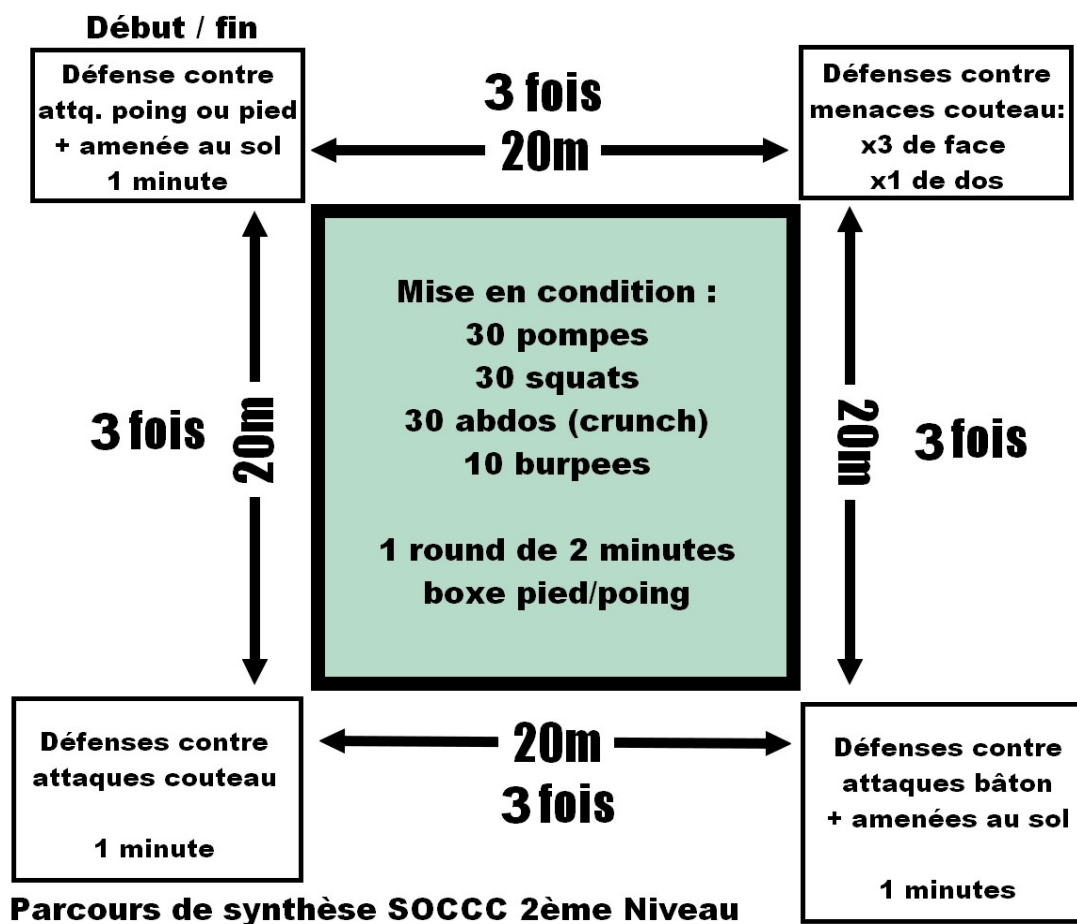 Début / fin
Défense contre
attq. poing ou pied
+ amenée au sol
1 minute
3 fois
20m
Défenses contre
menaces couteau:
x3 de face
x1 de dos
Mise en condition :
30 pompes
30 squats
30 abdos (crunch)
10 burpees
1 round de 2 minutes
boxe pied/poing
3 fois
20m
20m
3 fois
Défenses contre
attaques couteau
1 minute
20m
3 fois
Défenses contre
attaques bâton
+ amenées au sol
1 minutes
Parcours de synthèse SOCCC 2ème Niveau